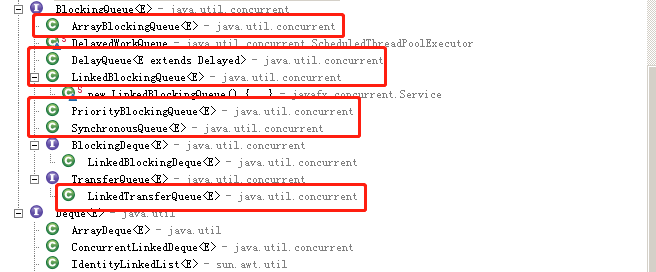 BlockingQueue<E> - java.util.concurrent
ArrayBlockingQueue<E> - java.util.concurrent
DelayedWorkQueue - java.util.concurrent.ScheduledThreadPoolExecutor
DelayQueue<E extends Delayed> - java.util.concurrent
LinkedBlockingQueue<E> - java.util.concurrent
new LinkedBlockingQueue() {...} - javafx.concurrent.Service
PriorityBlockingQueue<E> - java.util.concurrent
SynchronousQueue<E> - java.util.concurrent
BlockingDeque<E> - java.util.concurrent
LinkedBlockingDeque<E> - java.util.concurrent
TransferQueue<E> - java.util.concurrent
LinkedTransferQueue<E> - java.util.concurrent
Deque<E> - java.util
ArrayDeque<E> - java.util
ConcurrentLinkedDeque<E> - java.util.concurrent
IdentityLinkedList<E> - sun.awt.util